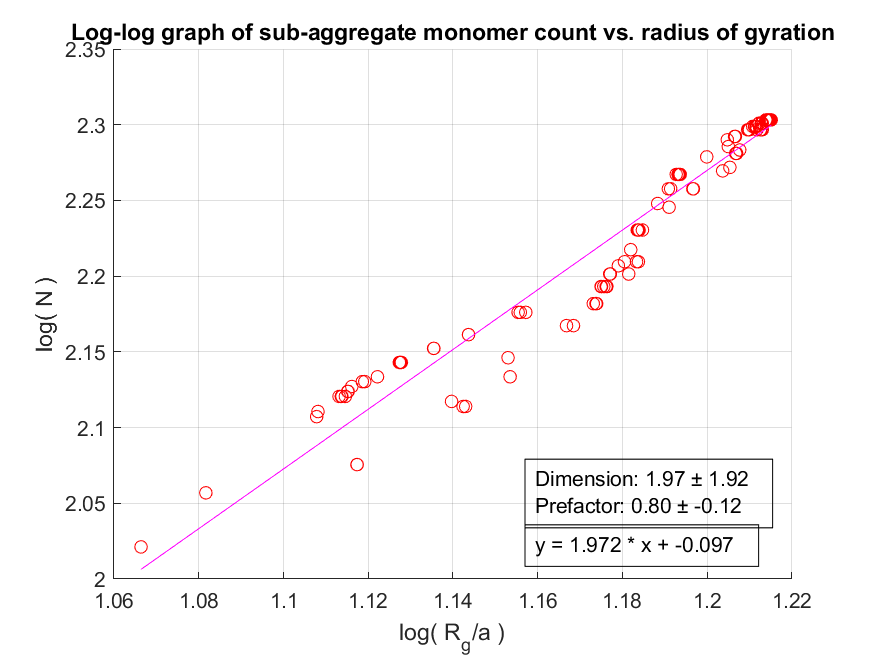 Log-log graph of sub-aggregate monomer count vs. radius of gyration
2.35
2.3
2.25
2.2
2.15
2.1
2.05
2
log( N )
Dimension: 1.97 ± 1.92
Prefactor: 0.80 ± -0.12
y = 1.972 * x + -0.097
1.06 1.08 1.1 1.12 1.14 1.16 1.18 1.2 1.22
log( Rg/a )